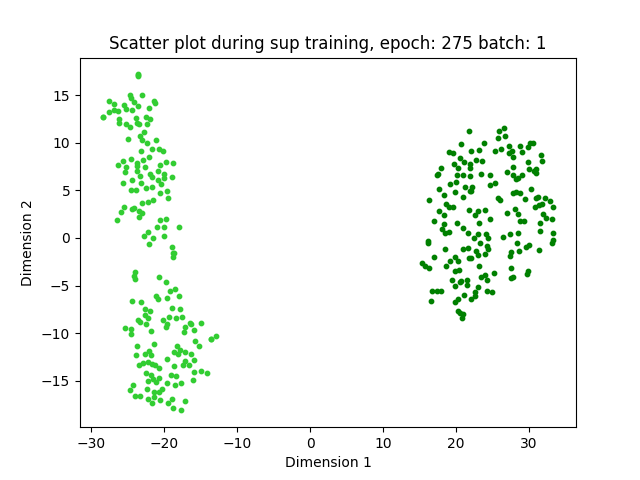 Scatter plot during sup training, epoch: 275 batch: 1
15
10
5
0
−5
−10
−15
Dimension 2
−30 −20 −10 0 10 20 30
Dimension 1